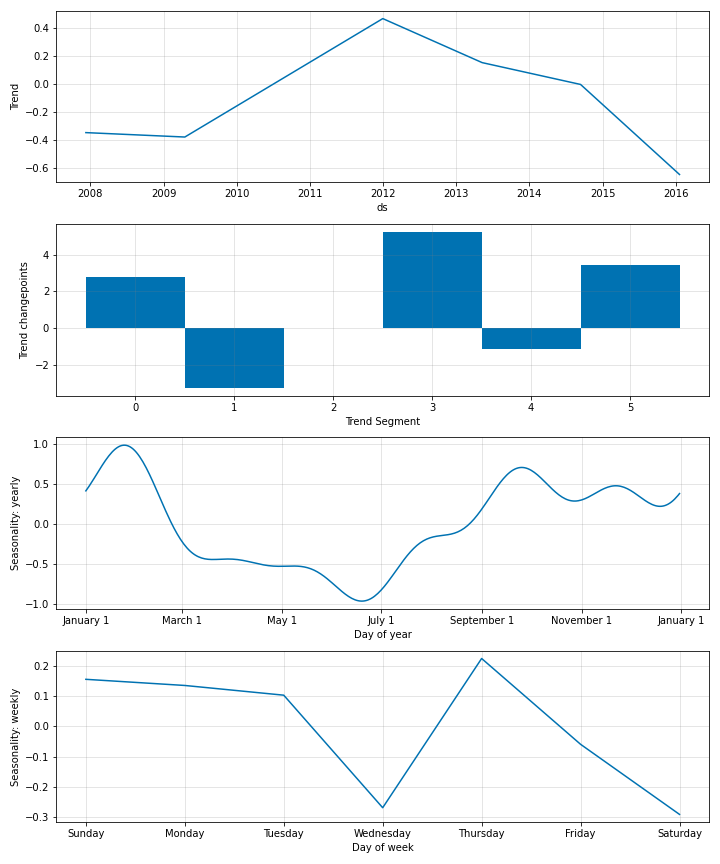 Trend
0.4
0.2
0.0
−0.2
−0.4
−0.6
2008 2009 2010 2011 2012 2013 2014 2015 2016
ds
Trend changepoints
4
2
0
−2
0 1 2 3 4 5
Trend Segment
Seasonality: yearly
1.0
0.5
0.0
−0.5
−1.0
January 1 March 1 May 1 July 1 September 1 November 1 January 1
Day of year
Seasonality: weekly
0.2
0.1
0.0
−0.1
−0.2
−0.3
Sunday Monday Tuesday Wednesday Thursday Friday Saturday
Day of week